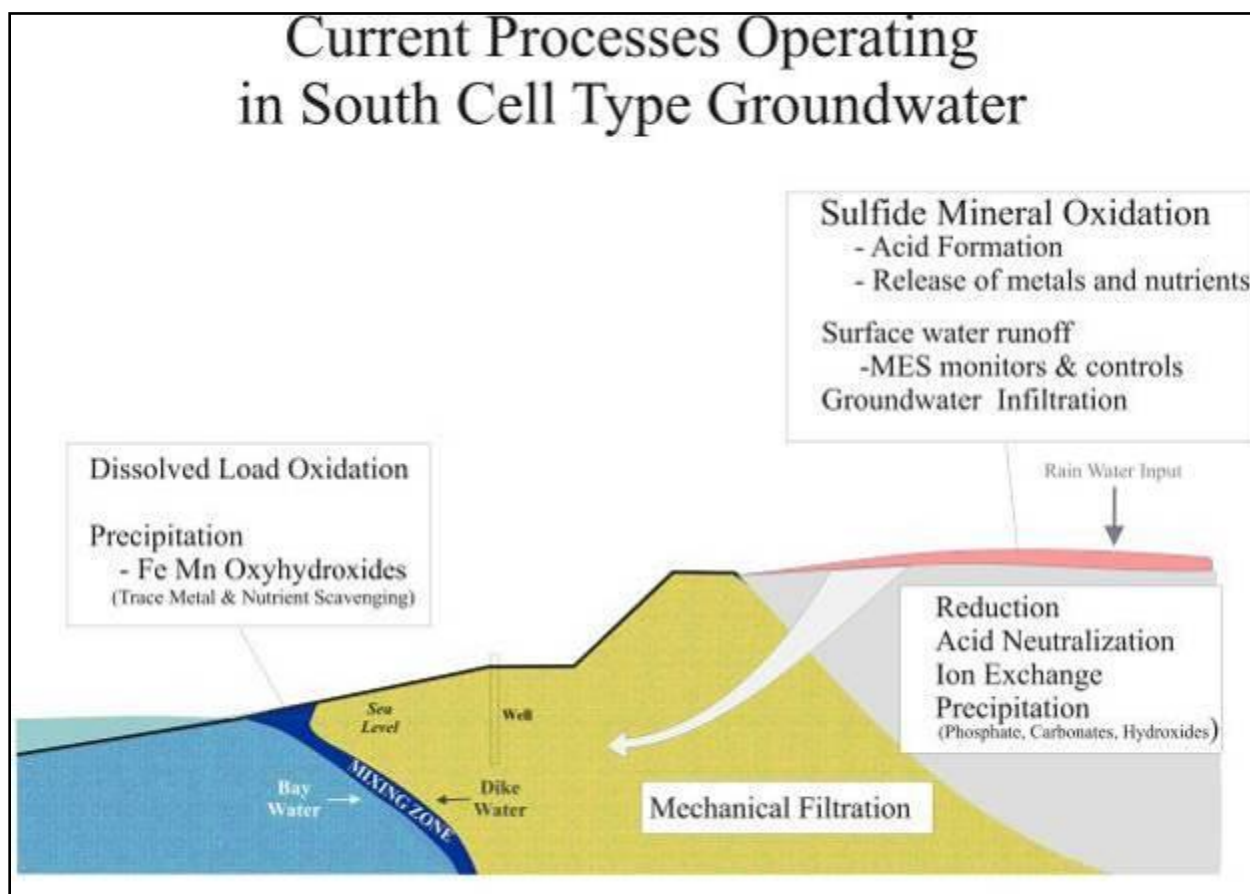 Current Processes Operating
in South Cell Type Groundwater
Sulfide Mineral Oxidation
- Acid Formation
- Release of metals and nutrients
Surface water runoff
-MES monitors & controls
Groundwater Infiltration
Dissolved Load Oxidation
Precipitation
- Fe Mn Oxyhydroxides
(Trace Metal & Nutrient Scavenging)
Rain Water Input
Reduction
Acid Neutralization
Ion Exchange
Precipitation
(Phosphate, Carbonates, Hydroxides)
Sea
Level
Well
Bay
Water
MIXING ZONE
Dike
Water
Mechanical Filtration